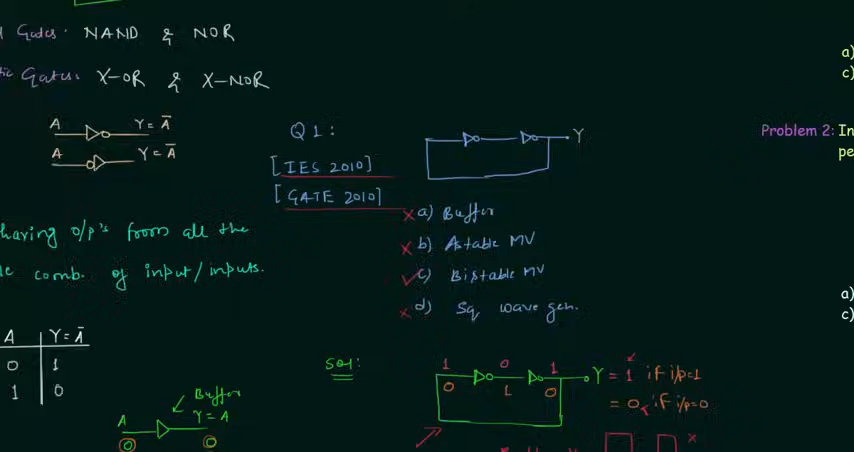 Gates: NAND & NOR
Gates: X-OR & X-NOR
A Y = A̅
A Y = A̅
having o/p's from all the
comb. of input/inputs.
A Y = A̅
0 1
1 0
Buffer
Y = A
A
0 0
Q1:
[IES 2010]
[GATE 2010]
Y
× a) Buffer
× b) Astable MV
✓ c) Bistable MV
× d) Sq wave gen.
Sol:
1 0 1
0 1 0
Y = 1 if i/p=1
= 0 if i/p=0
×
a)
c)
Problem 2: In
pe
a)
c)